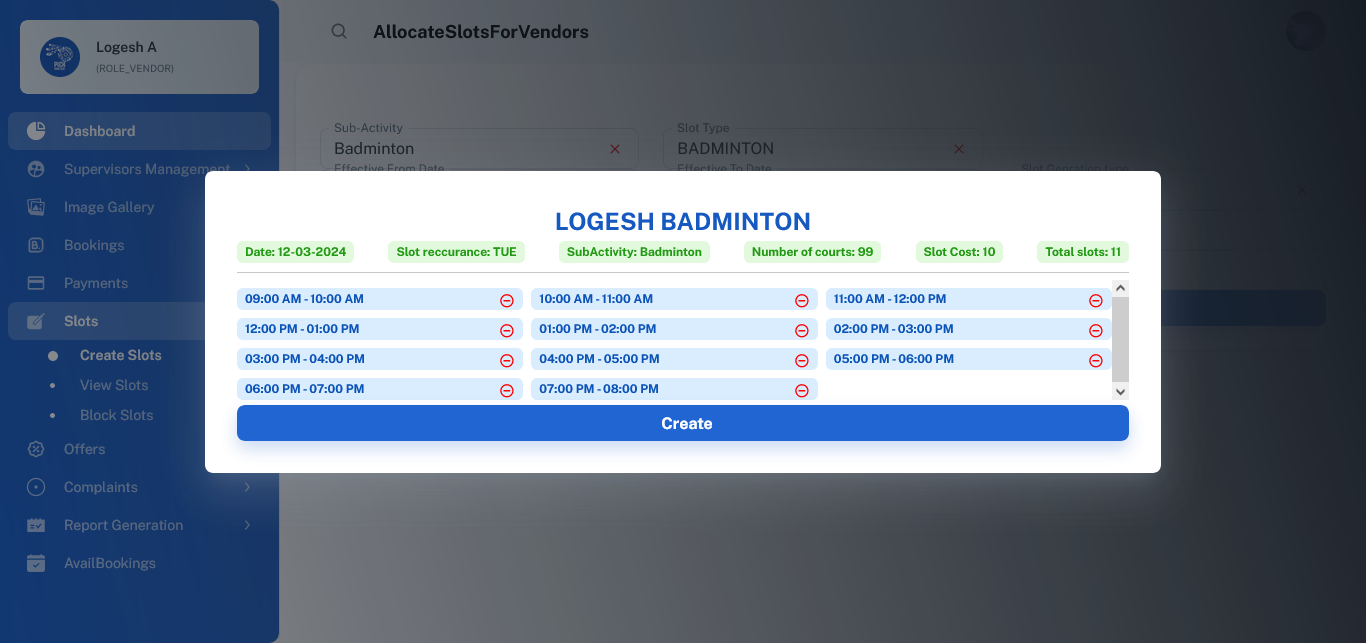 Logesh A
(ROLE_VENDOR)
AllocateSlotsForVendors
Dashboard
Supervisors Management
Image Gallery
Bookings
Payments
Slots
Create Slots
View Slots
Block Slots
Offers
Complaints
Report Generation
AvailBookings
Sub-Activity
Badminton
Slot Type
BADMINTON
Effective From Date
Effective To Date
LOGESH BADMINTON
Date: 12-03-2024 Slot reccurance: TUE SubActivity: Badminton Number of courts: 99 Slot Cost: 10 Total slots: 11
09:00 AM - 10:00 AM 10:00 AM - 11:00 AM 11:00 AM - 12:00 PM
12:00 PM - 01:00 PM 01:00 PM - 02:00 PM 02:00 PM - 03:00 PM
03:00 PM - 04:00 PM 04:00 PM - 05:00 PM 05:00 PM - 06:00 PM
06:00 PM - 07:00 PM 07:00 PM - 08:00 PM
Create